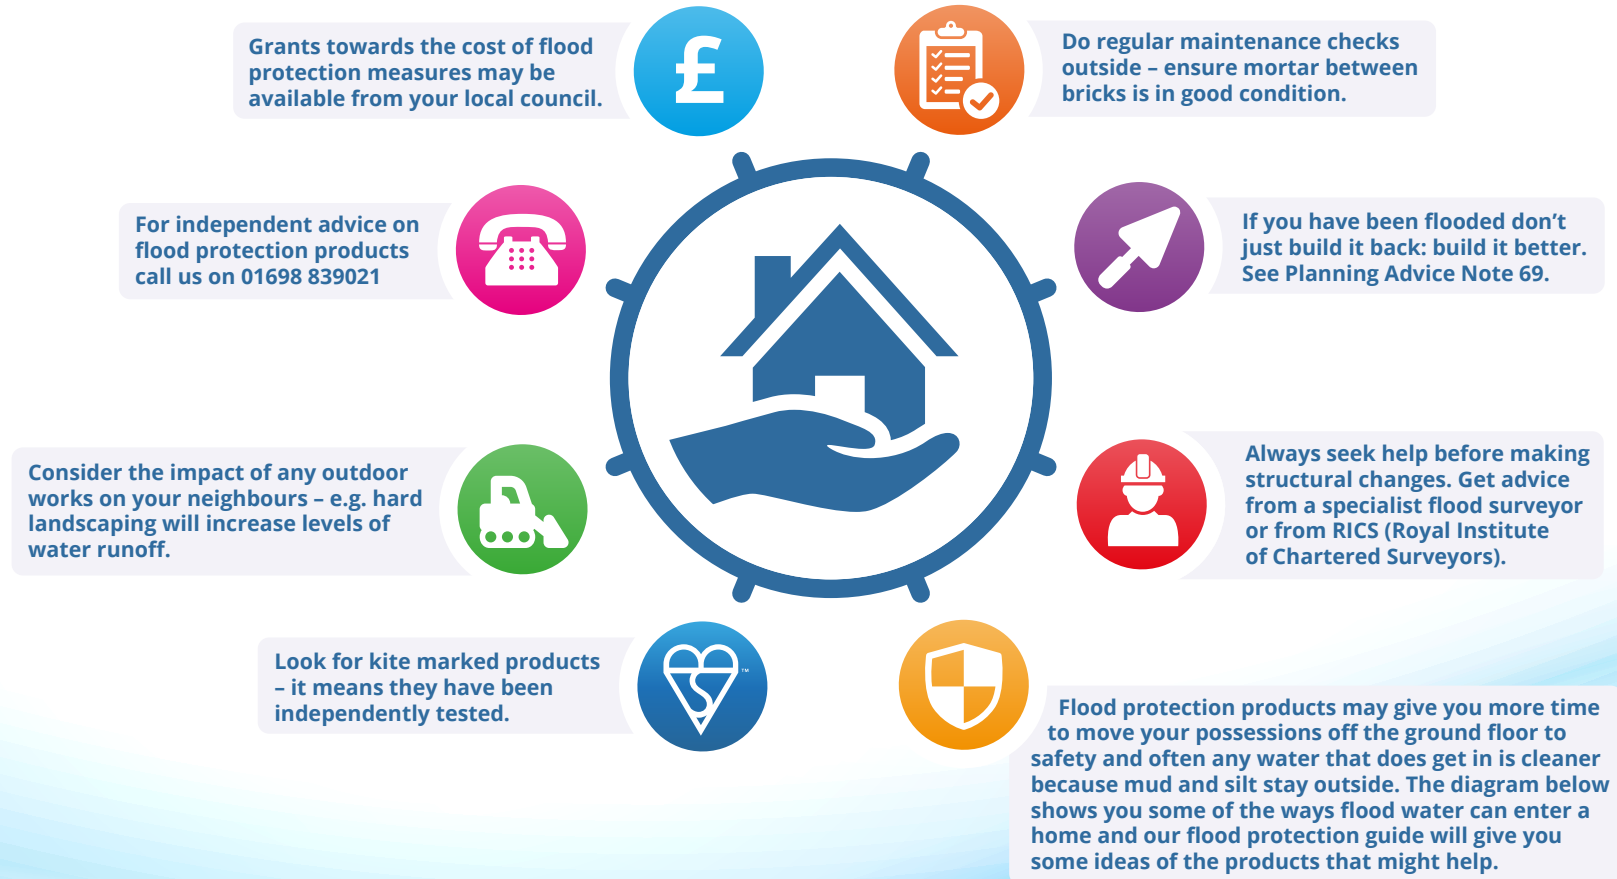 Grants towards the cost of flood
protection measures may be
available from your local council.
£
Do regular maintenance checks
outside – ensure mortar between
bricks is in good condition.
For independent advice on
flood protection products
call us on 01698 839021
If you have been flooded don’t
just build it back: build it better.
See Planning Advice Note 69.
Consider the impact of any outdoor
works on your neighbours – e.g. hard
landscaping will increase levels of
water runoff.
Always seek help before making
structural changes. Get advice
from a specialist flood surveyor
or from RICS (Royal Institute
of Chartered Surveyors).
Look for kite marked products
– it means they have been
independently tested.
TM
Flood protection products may give you more time
to move your possessions off the ground floor to
safety and often any water that does get in is cleaner
because mud and silt stay outside. The diagram below
shows you some of the ways flood water can enter a
home and our flood protection guide will give you
some ideas of the products that might help.